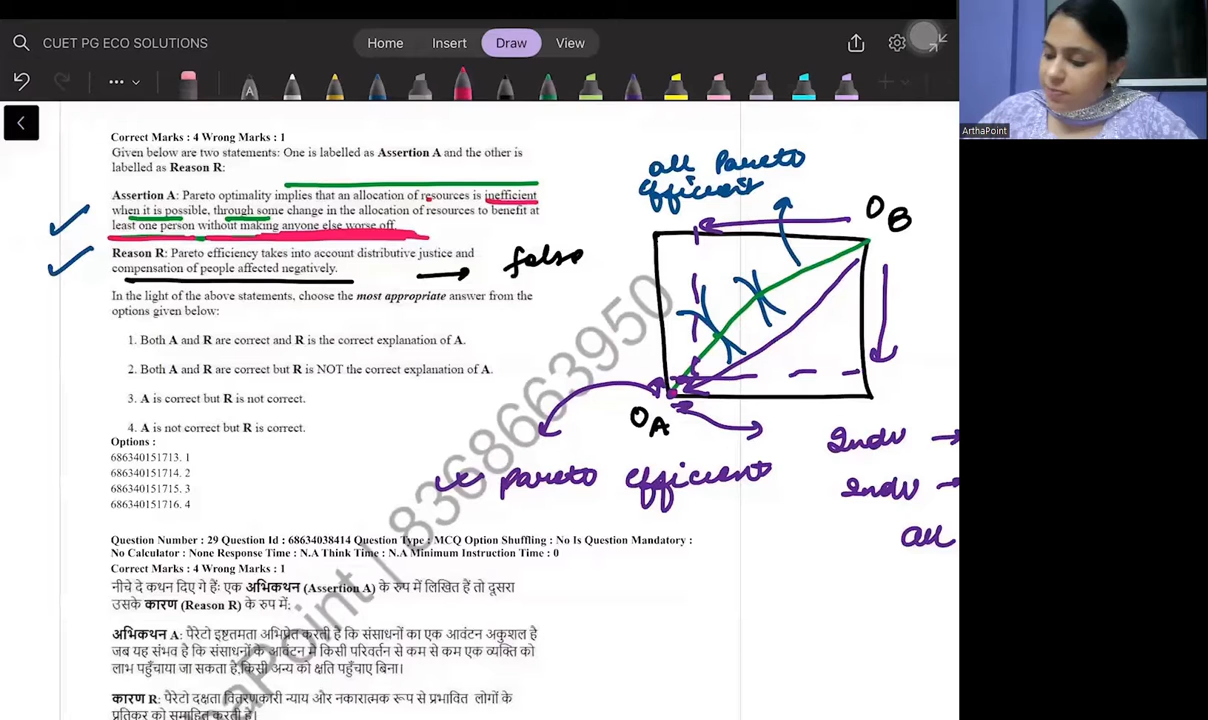 CUET PG ECO SOLUTIONS
Home Insert Draw View
A
ArthaPoint
Correct Marks : 4 Wrong Marks : 1
Given below are two statements: One is labelled as Assertion A and the other is
labelled as Reason R:
Assertion A: Pareto optimality implies that an allocation of resources is inefficient
when it is possible, through some change in the allocation of resources to benefit at
least one person without making anyone else worse off.
Reason R: Pareto efficiency takes into account distributive justice and
compensation of people affected negatively.
In the light of the above statements, choose the most appropriate answer from the
options given below:
1. Both A and R are correct and R is the correct explanation of A.
2. Both A and R are correct but R is NOT the correct explanation of A.
3. A is correct but R is not correct.
4. A is not correct but R is correct.
Options :
686340151713. 1
686340151714. 2
686340151715. 3
686340151716. 4
false
all Pareto
efficient
OB
OA
pareto efficient
Indv →
Indv →
all
Question Number : 29 Question Id : 68634038414 Question Type : MCQ Option Shuffling : No Is Question Mandatory :
No Calculator : None Response Time : N.A Think Time : N.A Minimum Instruction Time : 0
Correct Marks : 4 Wrong Marks : 1
नीचे दे कथन दिए गे हैं: एक अभिकथन (Assertion A) के रुप में लिखित हैं तो दूसरा
उसके कारण (Reason R) के रुप में:
अभिकथन A: पैरेटो इष्टतमता अभिप्रेत करती है कि संसाधनों का एक आवंटन अकुशल है
जब यह संभव है कि संसाधनों के आवंटन में किसी परिवर्तन से कम से कम एक व्यक्ति को
लाभ पहुँचाया जा सकता है,किसी अन्य को क्षति पहुँचाए बिना।
कारण R: पैरेटो दक्षता वितरणकारी न्याय और नकारात्मक रूप से प्रभावित लोगों के
प्रतिकर को समाहित करती है।
ArthaPoint | 8368663950